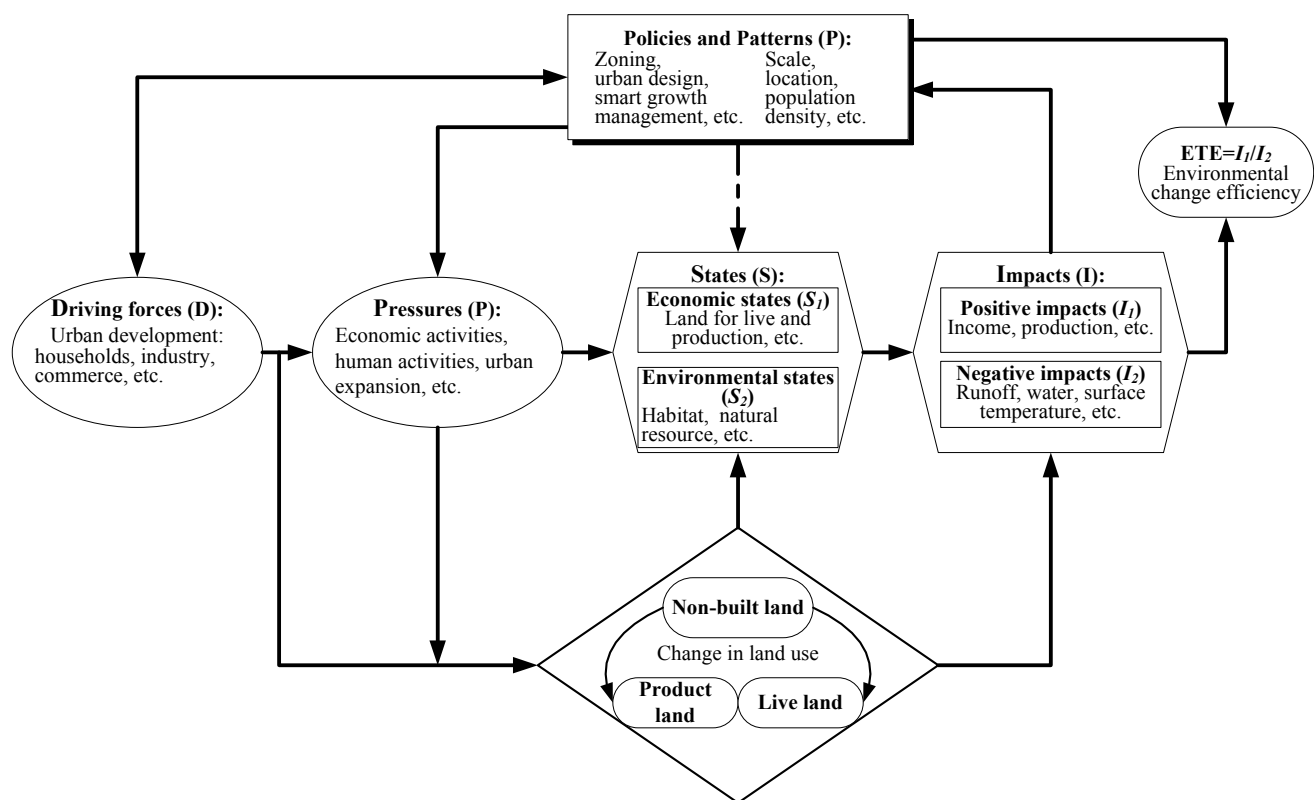 Policies and Patterns (P):
Zoning,
urban design,
smart growth
management, etc.
Scale,
location,
population
density, etc.
ETE=I₁/I₂
Environmental
change efficiency
Driving forces (D):
Urban development:
households, industry,
commerce, etc.
Pressures (P):
Economic activities,
human activities, urban
expansion, etc.
States (S):
Economic states (S₁)
Land for live and
production, etc.
Environmental states
(S₂)
Habitat, natural
resource, etc.
Impacts (I):
Positive impacts (I₁)
Income, production, etc.
Negative impacts (I₂)
Runoff, water, surface
temperature, etc.
Non-built land
Change in land use
Product
land
Live land